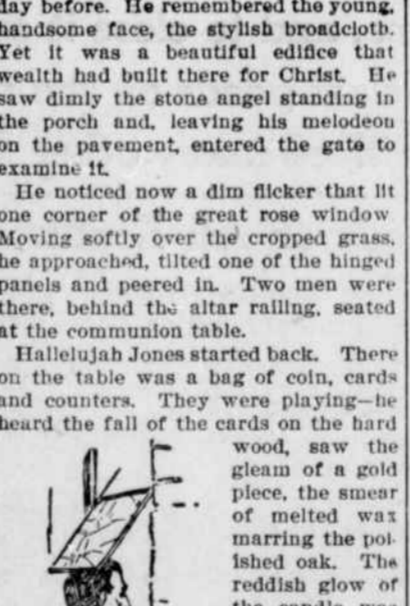 day before. He remembered the young,
handsome face, the stylish broadcloth.
Yet it was a beautiful edifice that
wealth had built there for Christ. He
saw dimly the stone angel standing in
the porch and, leaving his melodeon
on the pavement, entered the gate to
examine it.
He noticed now a dim flicker that lit
one corner of the great rose window
Moving softly over the cropped grass,
he approached, tilted one of the hinged
panels and peered in. Two men were
there, behind the altar railing, seated
at the communion table.
Hallelujah Jones started back. There
on the table was a bag of coin, cards
and counters. They were playing—he
heard the fall of the cards on the hard
wood, saw the
gleam of a gold
piece, the smear
of melted wax
marring the pol-
ished oak. The
reddish glow of
the candle was